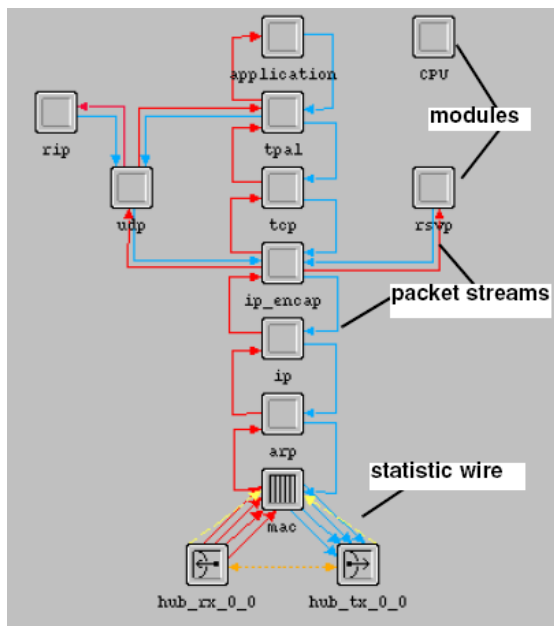 application
CPU
modules
rip
tpal
udp
tcp
rsvp
ip_encap
packet streams
ip
arp
statistic wire
mac
hub_rx_0_0
hub_tx_0_0